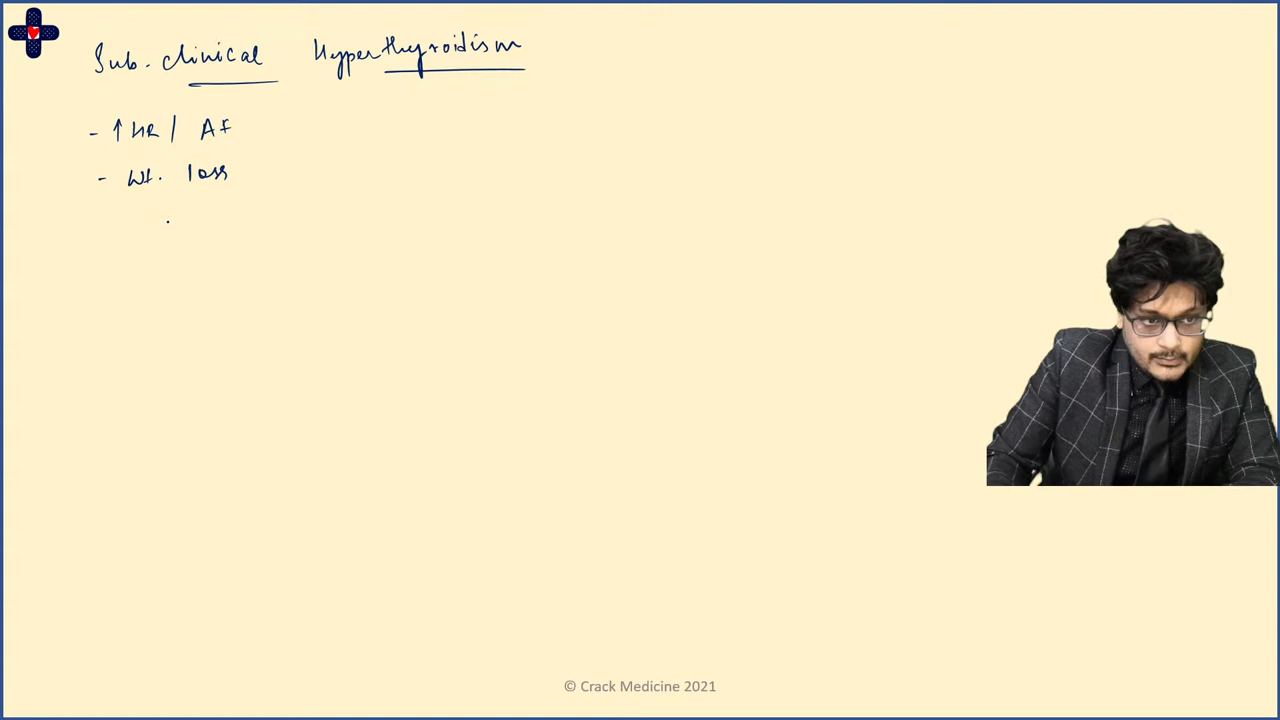 Sub-clinical Hyperthyroidism
- ↑ HR / AF
- Wt. loss
© Crack Medicine 2021